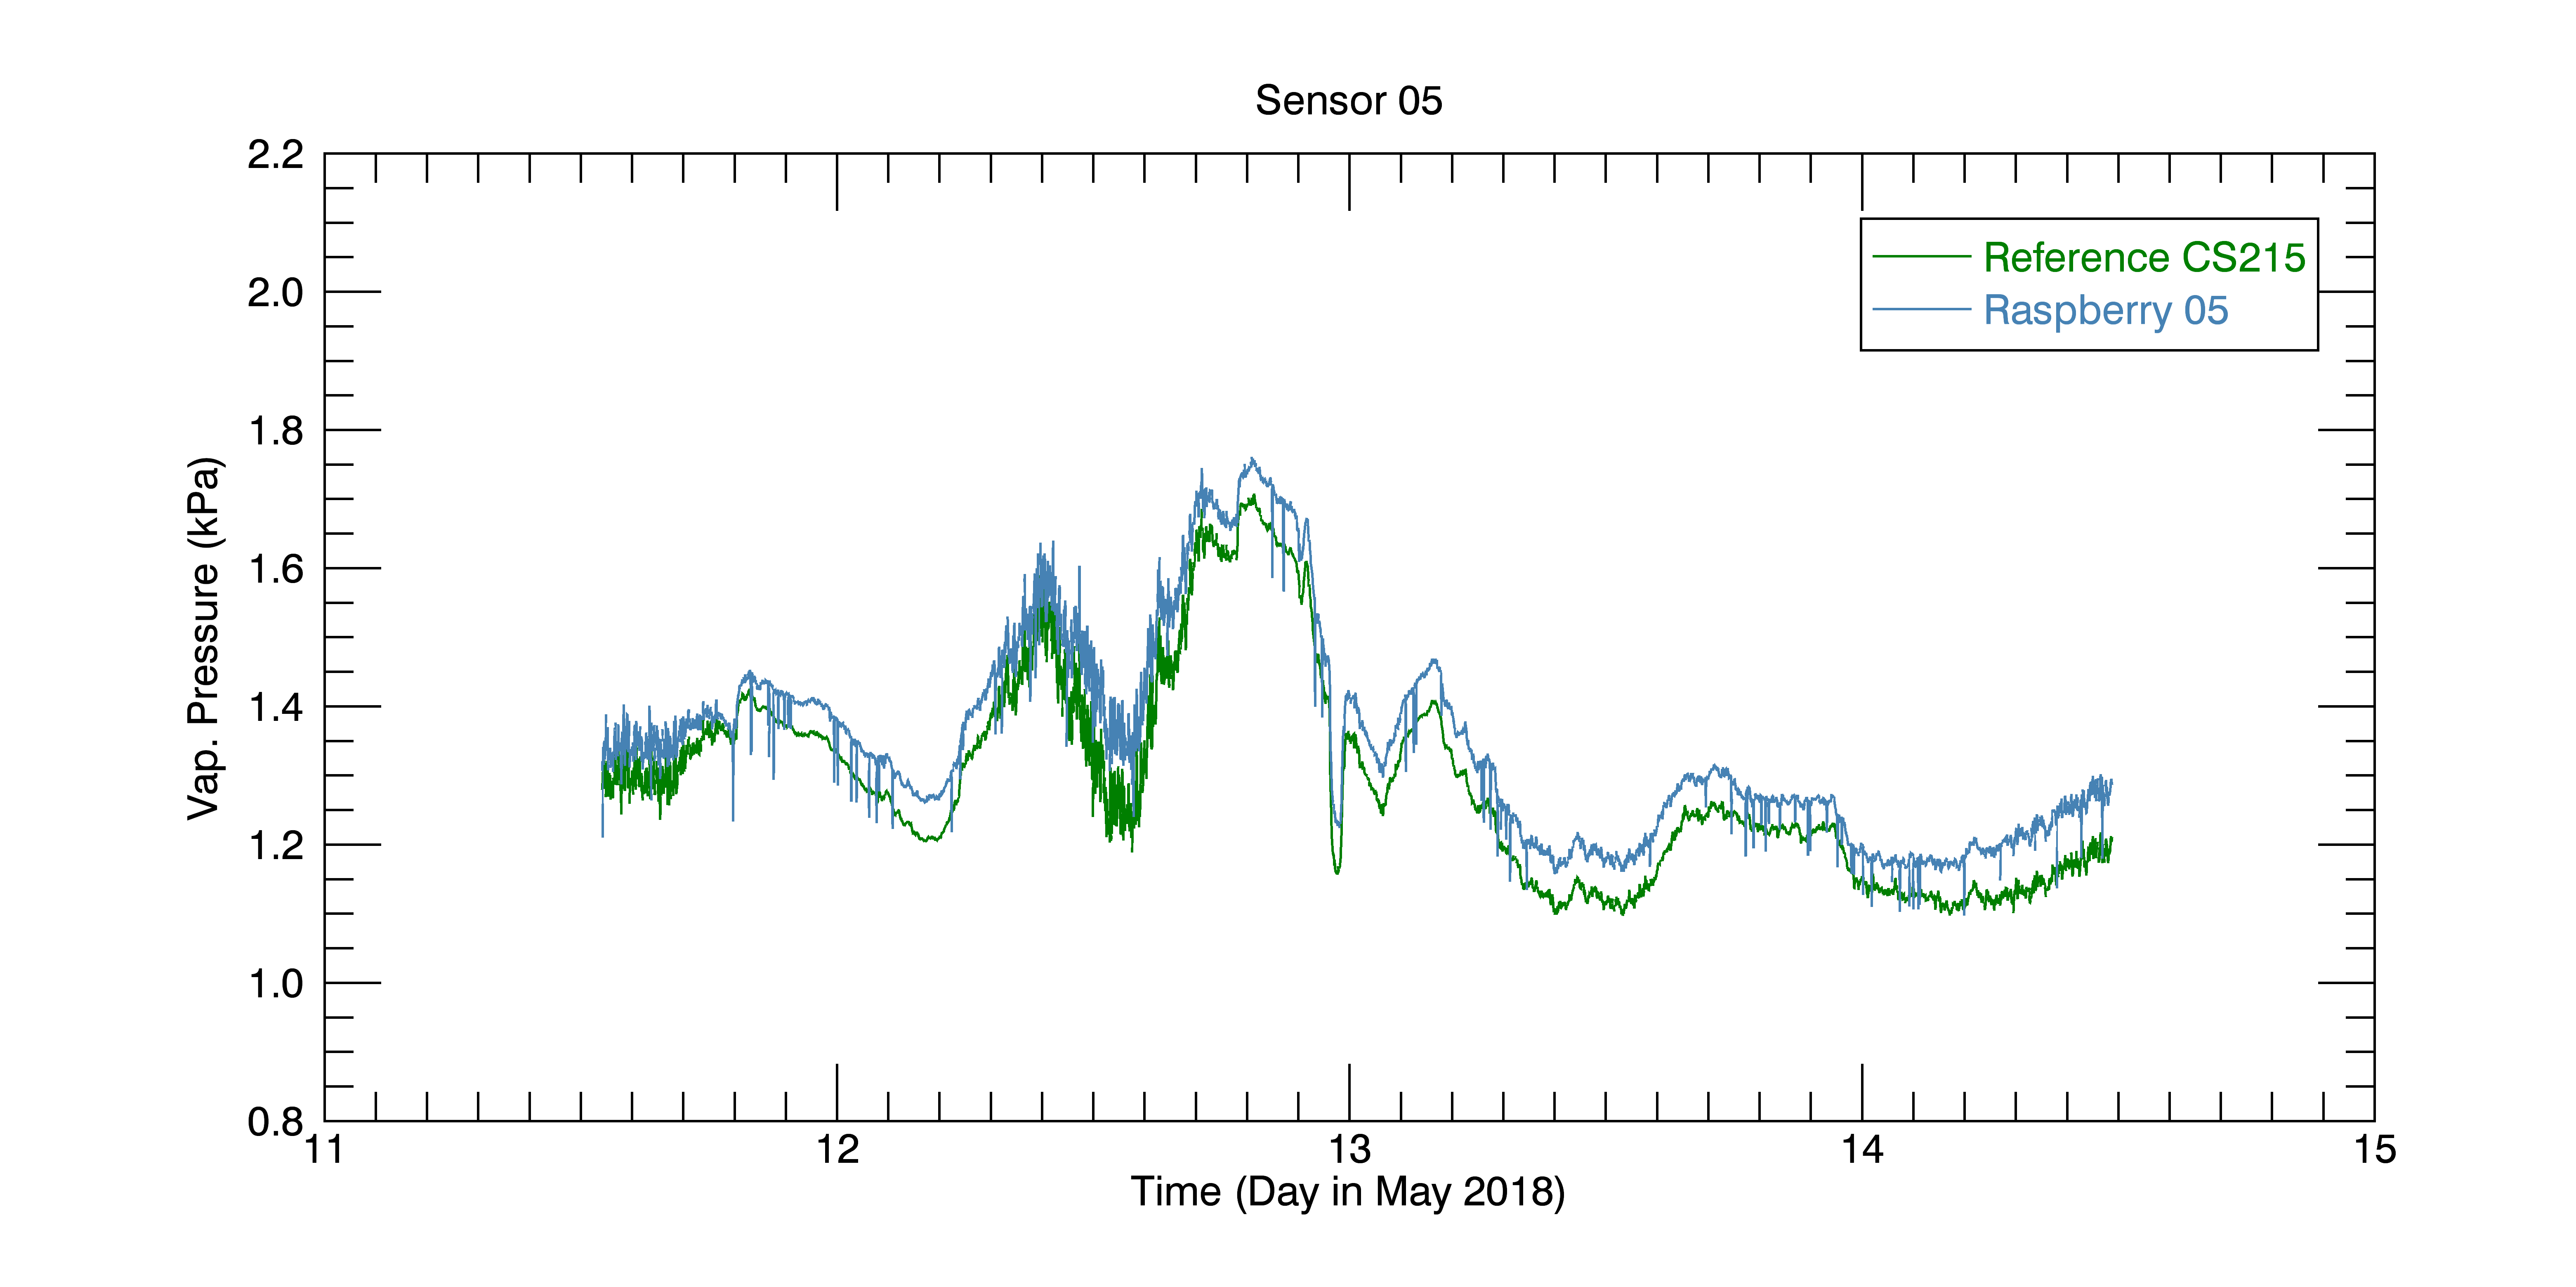 Sensor 05
2.2
2.0
1.8
1.6
1.4
1.2
1.0
0.8
Vap. Pressure (kPa)
Reference CS215
Raspberry 05
11 12 13 14 15
Time (Day in May 2018)